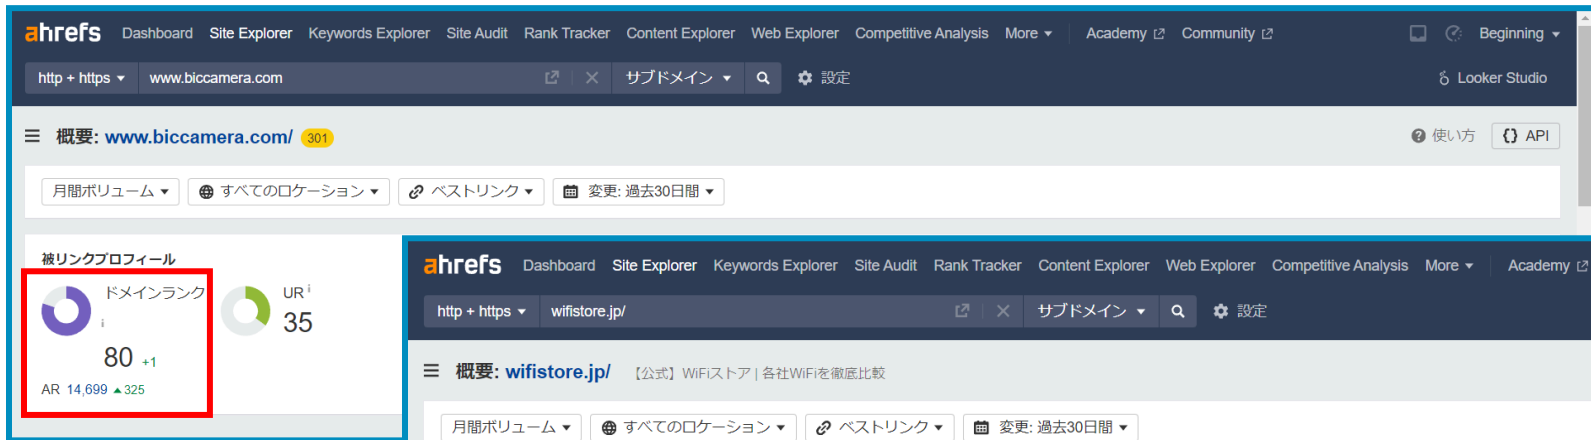 ahrefs Dashboard Site Explorer Keywords Explorer Site Audit Rank Tracker Content Explorer Web Explorer Competitive Analysis More Academy Community Beginning
http + https www.biccamera.com サブドメイン 設定 Looker Studio
概要: www.biccamera.com/ 301 使い方 {} API
月間ボリューム すべてのロケーション ベストリンク 変更: 過去30日間
被リンクプロフィール
ドメインランク i UR i
80 +1 35
AR 14,699 ▲325
ahrefs Dashboard Site Explorer Keywords Explorer Site Audit Rank Tracker Content Explorer Web Explorer Competitive Analysis More Academy
http + https wifistore.jp/ サブドメイン 設定
概要: wifistore.jp/ 【公式】WiFiストア | 各社WiFiを徹底比較
月間ボリューム すべてのロケーション ベストリンク 変更: 過去30日間